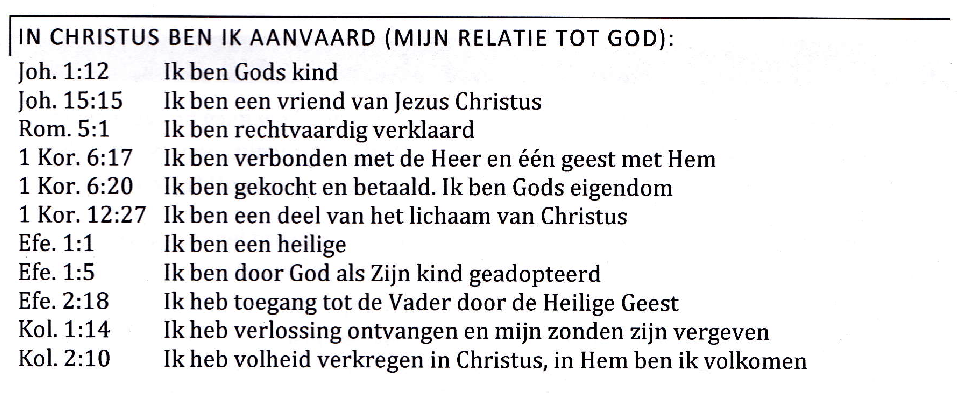 IN CHRISTUS BEN IK AANVAARD (MIJN RELATIE TOT GOD):
Joh. 1:12 Ik ben Gods kind
Joh. 15:15 Ik ben een vriend van Jezus Christus
Rom. 5:1 Ik ben rechtvaardig verklaard
1 Kor. 6:17 Ik ben verbonden met de Heer en één geest met Hem
1 Kor. 6:20 Ik ben gekocht en betaald. Ik ben Gods eigendom
1 Kor. 12:27 Ik ben een deel van het lichaam van Christus
Efe. 1:1 Ik ben een heilige
Efe. 1:5 Ik ben door God als Zijn kind geadopteerd
Efe. 2:18 Ik heb toegang tot de Vader door de Heilige Geest
Kol. 1:14 Ik heb verlossing ontvangen en mijn zonden zijn vergeven
Kol. 2:10 Ik heb volheid verkregen in Christus, in Hem ben ik volkomen